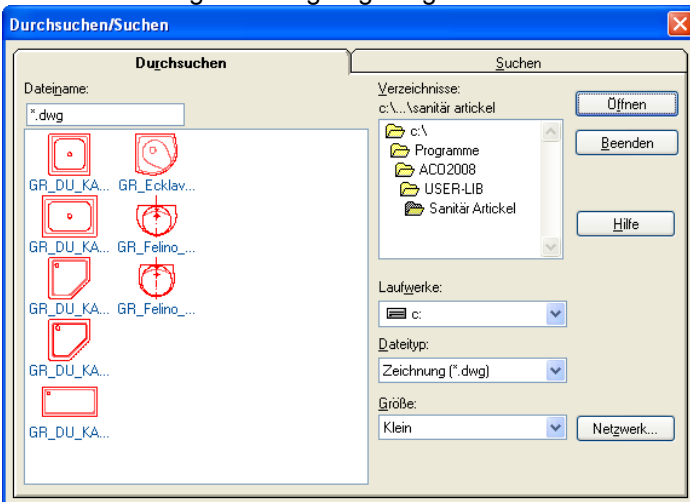 Durchsuchen/Suchen
Durchsuchen
Suchen
Dateiname:
*.dwg
GR_DU_KA...
GR_Ecklav...
GR_DU_KA...
GR_Felino_...
GR_DU_KA...
GR_Felino_...
GR_DU_KA...
GR_DU_KA...
Verzeichnisse:
c:\...\sanitär artickel
c:\
Programme
ACO2008
USER-LIB
Sanitär Artickel
Laufwerke:
c:
Dateityp:
Zeichnung (*.dwg)
Größe:
Klein
Öffnen
Beenden
Hilfe
Netzwerk...